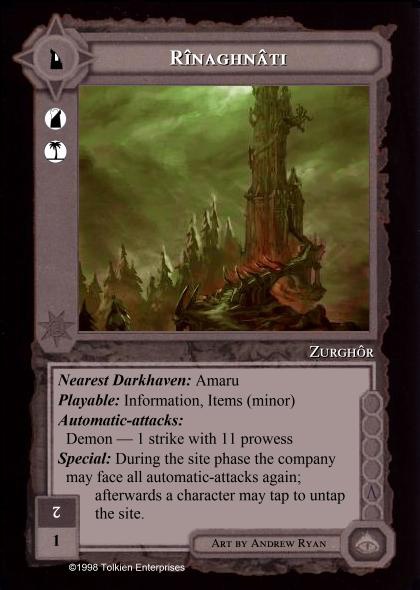 RÎNAGHNÂTI
ZURGHÔR
Nearest Darkhaven: Amaru
Playable: Information, Items (minor)
Automatic-attacks:
Demon — 1 strike with 11 prowess
Special: During the site phase the company
may face all automatic-attacks again;
afterwards a character may tap to untap
the site.
2
1
ART BY ANDREW RYAN
©1998 Tolkien Enterprises